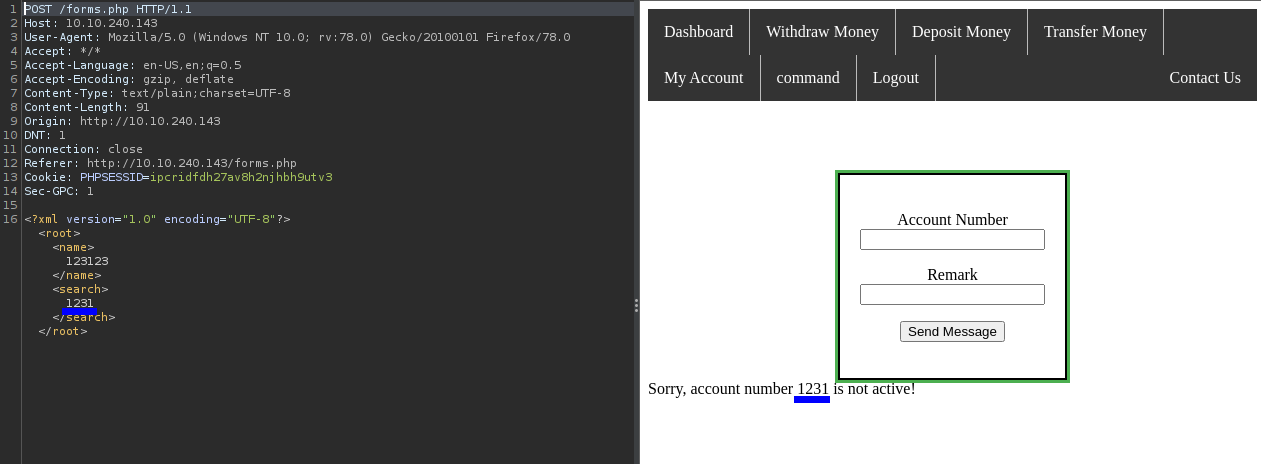 1 POST /forms.php HTTP/1.1
2 Host: 10.10.240.143
3 User-Agent: Mozilla/5.0 (Windows NT 10.0; rv:78.0) Gecko/20100101 Firefox/78.0
4 Accept: */*
5 Accept-Language: en-US,en;q=0.5
6 Accept-Encoding: gzip, deflate
7 Content-Type: text/plain;charset=UTF-8
8 Content-Length: 91
9 Origin: http://10.10.240.143
10 DNT: 1
11 Connection: close
12 Referer: http://10.10.240.143/forms.php
13 Cookie: PHPSESSID=ipcridfdh27av8h2njhbh9utv3
14 Sec-GPC: 1
15
16 <?xml version="1.0" encoding="UTF-8"?>
<root>
<name>
123123
</name>
<search>
1231
</search>
</root>
Dashboard Withdraw Money Deposit Money Transfer Money
My Account command Logout Contact Us
Account Number
Remark
Send Message
Sorry, account number 1231 is not active!